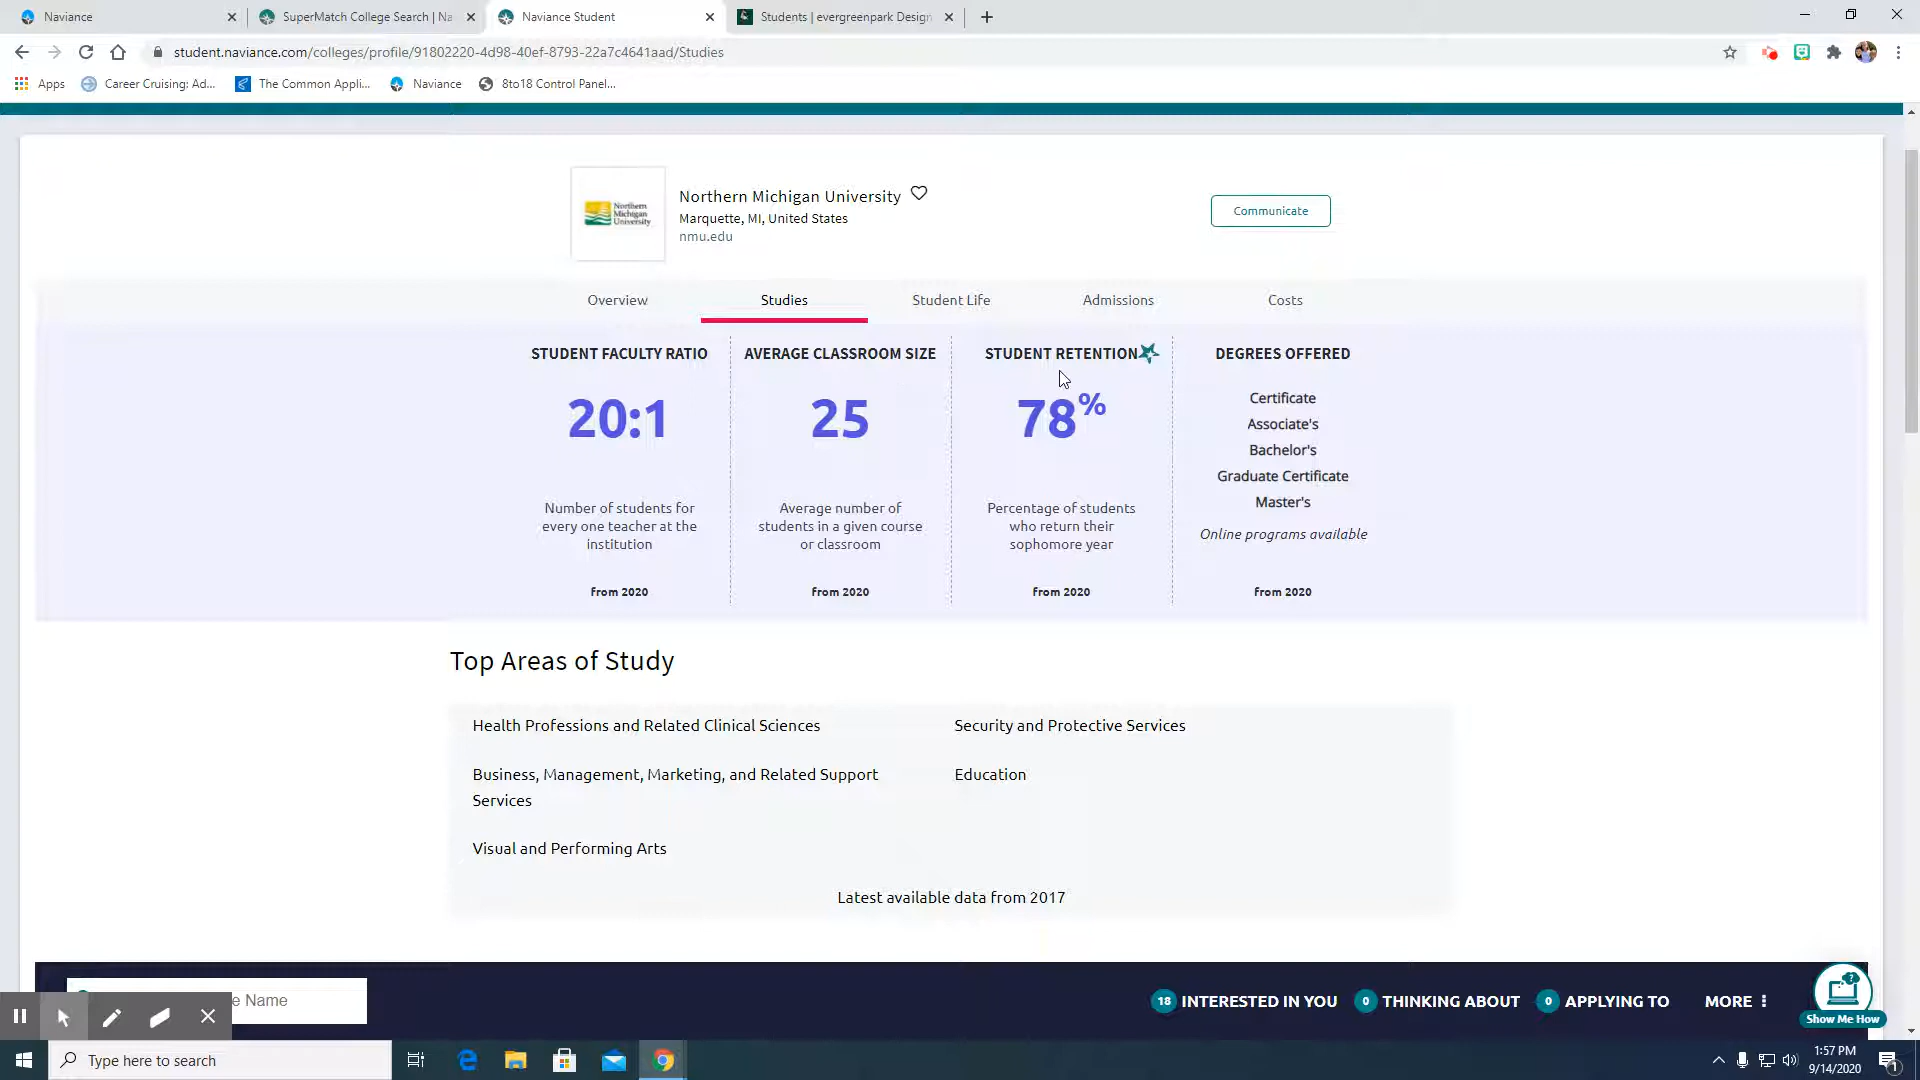 Naviance
SuperMatch College Search | Na
Naviance Student
Students | evergreenpark Design
student.naviance.com/colleges/profile/91802220-4d98-40ef-8793-22a7c4641aad/Studies
Apps
Career Cruising: Ad...
The Common Appli...
Naviance
8to18 Control Panel...
Northern
Michigan
University
Northern Michigan University
Marquette, MI, United States
nmu.edu
Communicate
Overview
Studies
Student Life
Admissions
Costs
STUDENT FACULTY RATIO
20:1
Number of students for
every one teacher at the
institution
from 2020
AVERAGE CLASSROOM SIZE
25
Average number of
students in a given course
or classroom
from 2020
STUDENT RETENTION
78%
Percentage of students
who return their
sophomore year
from 2020
DEGREES OFFERED
Certificate
Associate's
Bachelor's
Graduate Certificate
Master's
Online programs available
from 2020
Top Areas of Study
Health Professions and Related Clinical Sciences
Business, Management, Marketing, and Related Support
Services
Visual and Performing Arts
Security and Protective Services
Education
Latest available data from 2017
e Name
18 INTERESTED IN YOU
0 THINKING ABOUT
0 APPLYING TO
MORE
?
Show Me How
Type here to search
1:57 PM
9/14/2020
1